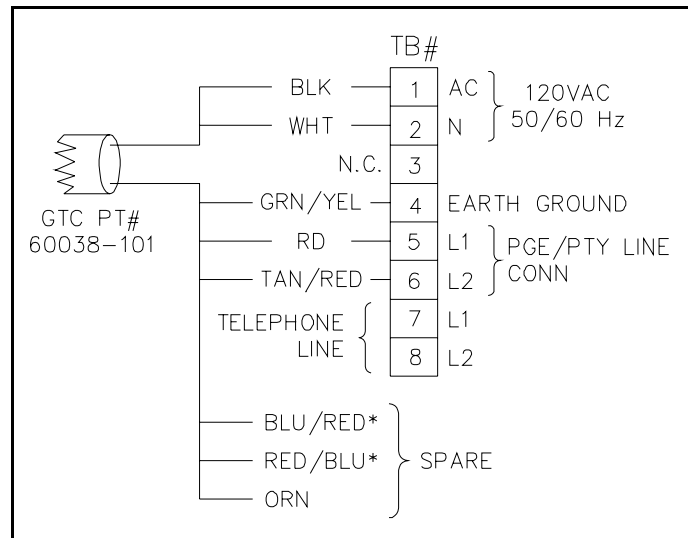 TB#
BLK 1 AC
120VAC
50/60 Hz
WHT 2 N
N.C. 3
GRN/YEL 4 EARTH GROUND
GTC PT#
60038-101
RD 5 L1
PGE/PTY LINE
CONN
TAN/RED 6 L2
TELEPHONE
LINE
7 L1
8 L2
BLU/RED*
RED/BLU* SPARE
ORN